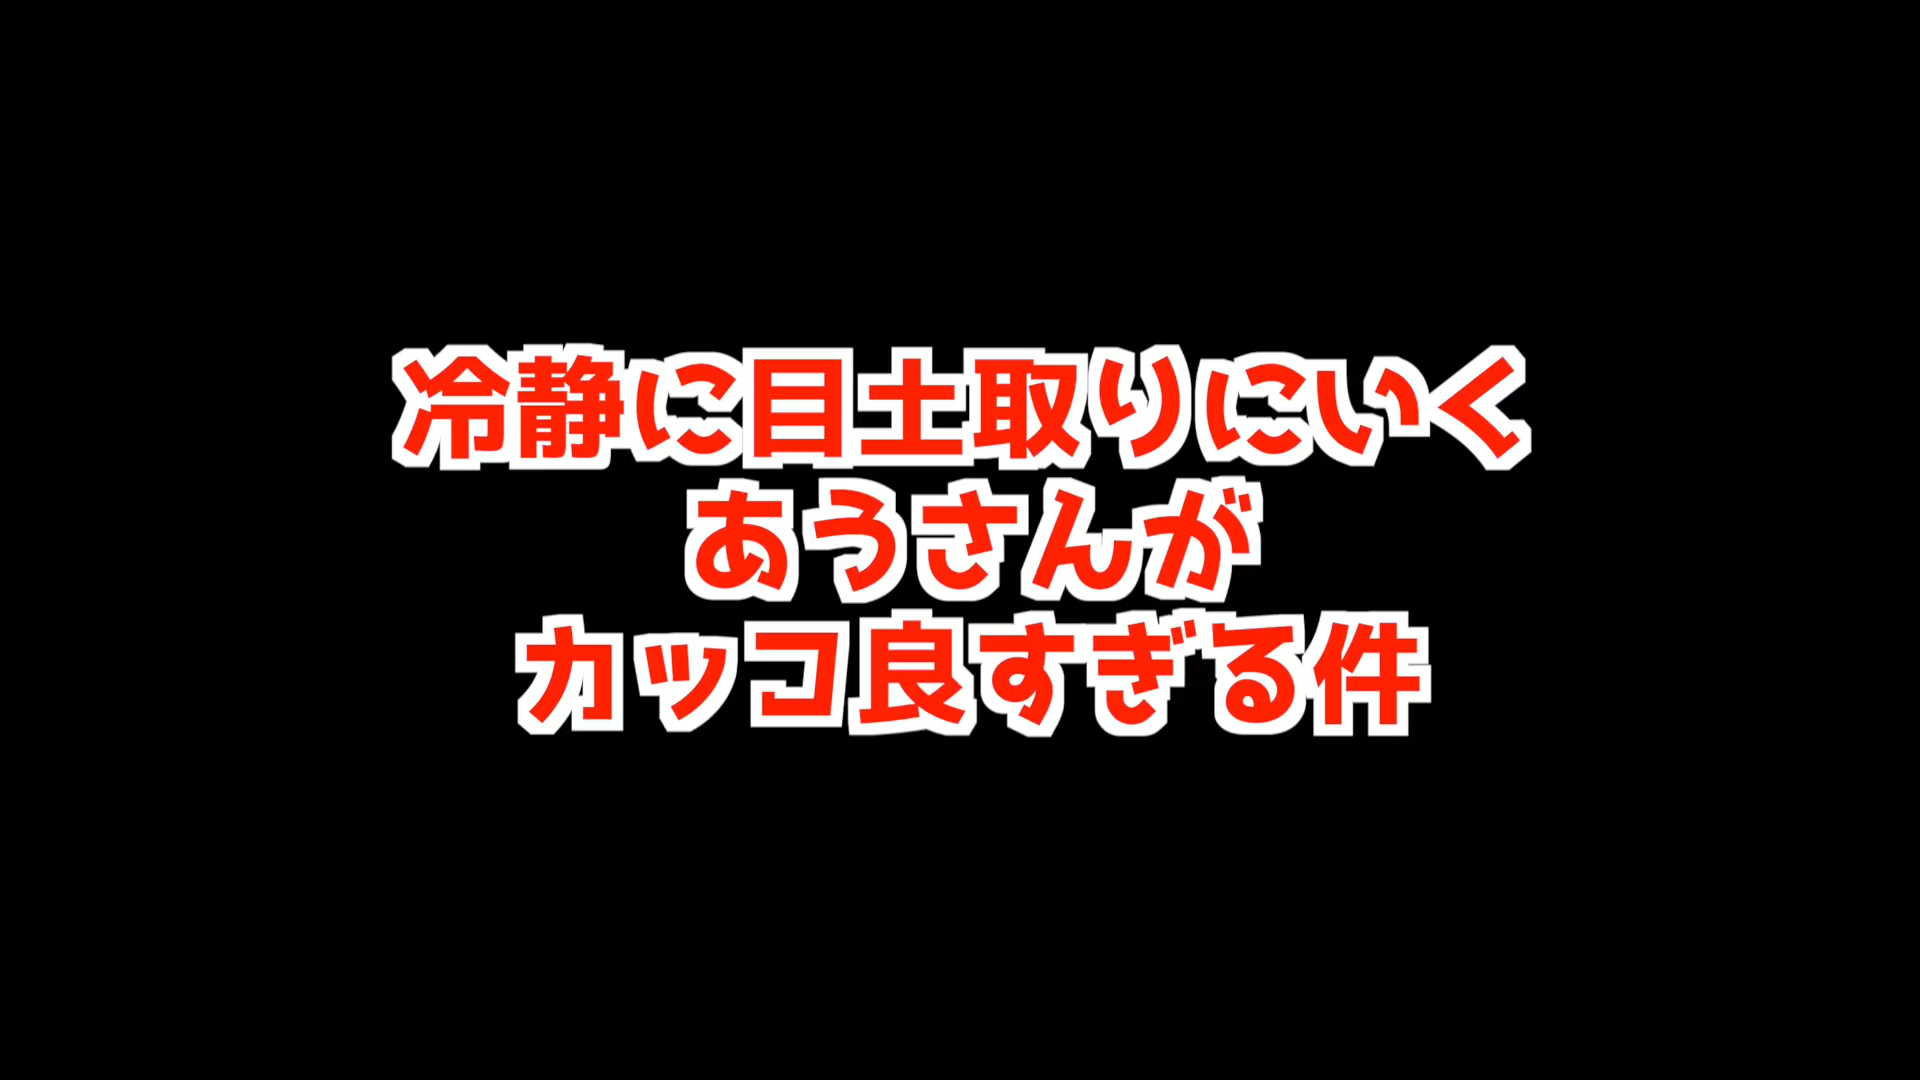 冷静に目土取りにいく
あうさんが
カッコ良すぎる件